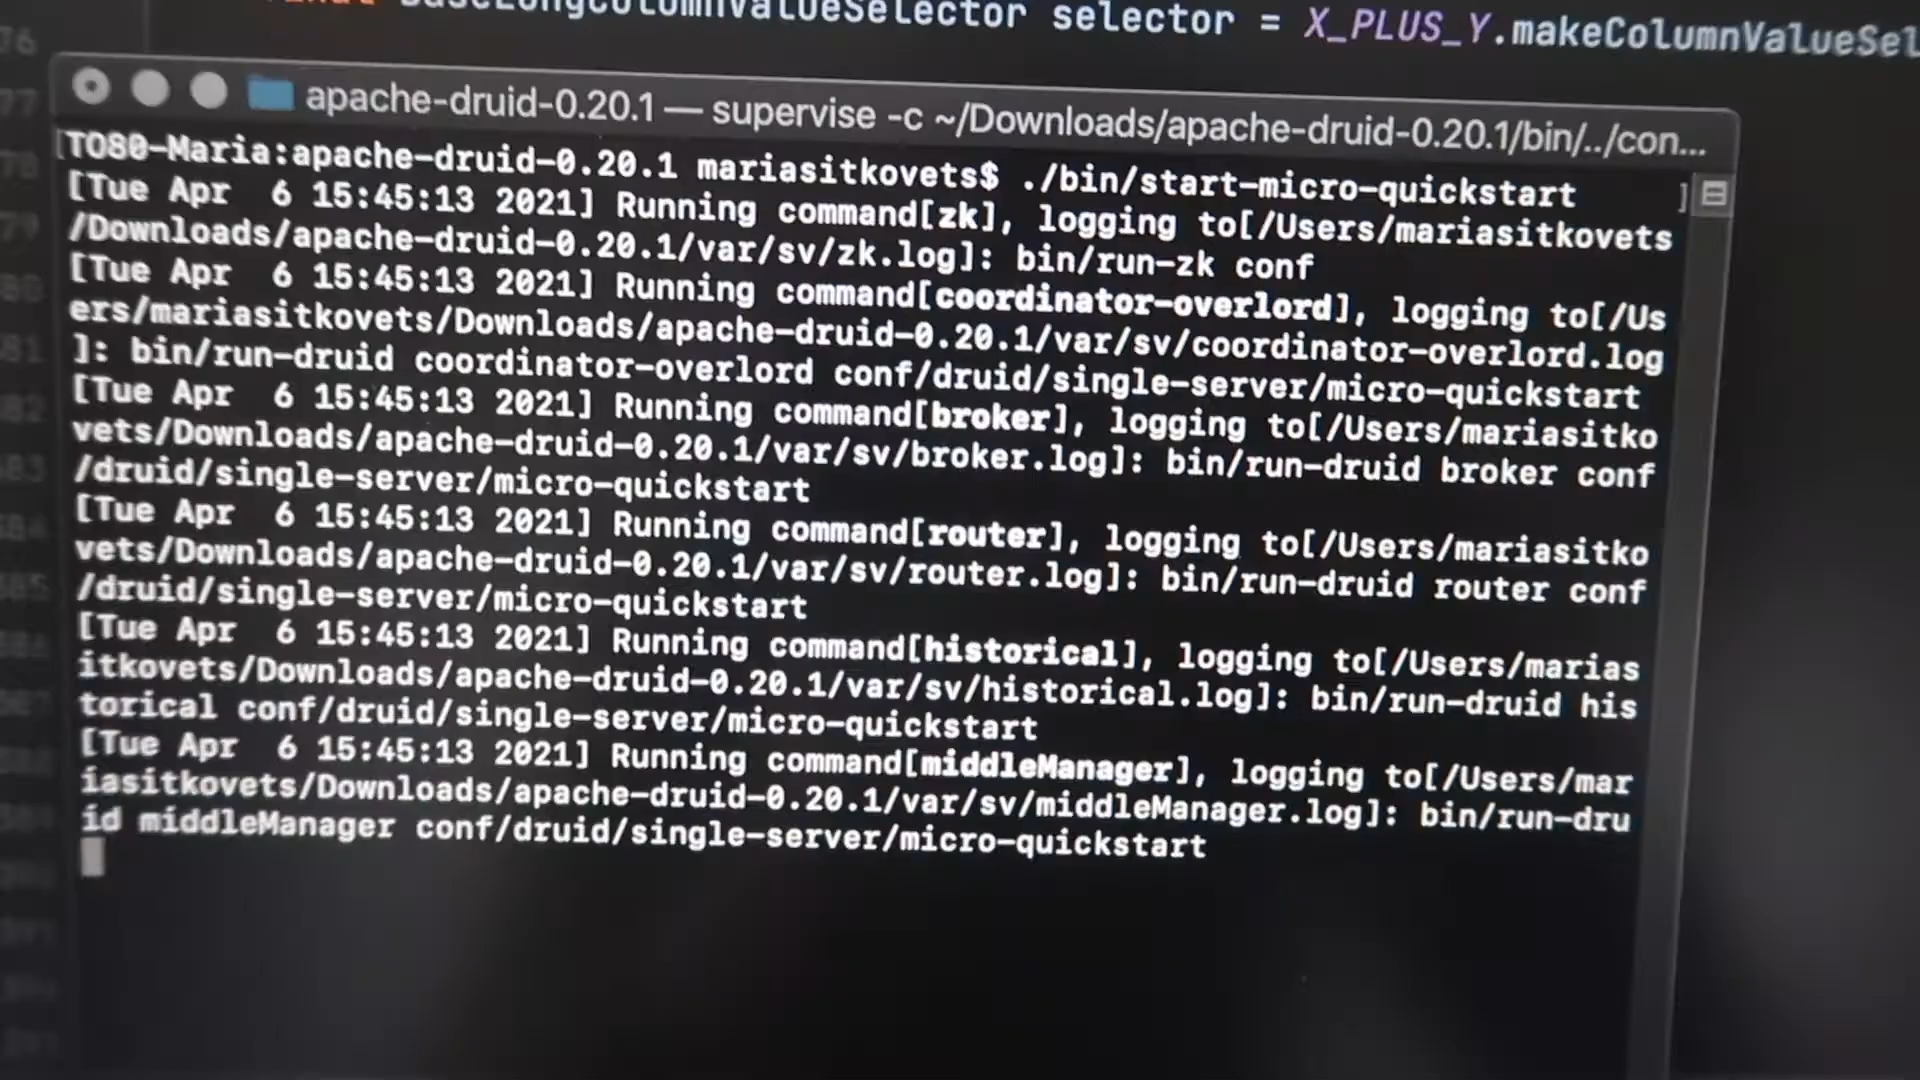 selector = X_PLUS_Y.makeColumnValueSel
apache-druid-0.20.1 — supervise -c ~/Downloads/apache-druid-0.20.1/bin/../con...
[TO80-Maria:apache-druid-0.20.1 mariasitkovets$ ./bin/start-micro-quickstart ]
[Tue Apr  6 15:45:13 2021] Running command[zk], logging to[/Users/mariasitkovets
/Downloads/apache-druid-0.20.1/var/sv/zk.log]: bin/run-zk conf
[Tue Apr  6 15:45:13 2021] Running command[coordinator-overlord], logging to[/Us
ers/mariasitkovets/Downloads/apache-druid-0.20.1/var/sv/coordinator-overlord.log
]: bin/run-druid coordinator-overlord conf/druid/single-server/micro-quickstart
[Tue Apr  6 15:45:13 2021] Running command[broker], logging to[/Users/mariasitko
vets/Downloads/apache-druid-0.20.1/var/sv/broker.log]: bin/run-druid broker conf
/druid/single-server/micro-quickstart
[Tue Apr  6 15:45:13 2021] Running command[router], logging to[/Users/mariasitko
vets/Downloads/apache-druid-0.20.1/var/sv/router.log]: bin/run-druid router conf
/druid/single-server/micro-quickstart
[Tue Apr  6 15:45:13 2021] Running command[historical], logging to[/Users/marias
itkovets/Downloads/apache-druid-0.20.1/var/sv/historical.log]: bin/run-druid his
torical conf/druid/single-server/micro-quickstart
[Tue Apr  6 15:45:13 2021] Running command[middleManager], logging to[/Users/mar
iasitkovets/Downloads/apache-druid-0.20.1/var/sv/middleManager.log]: bin/run-dru
id middleManager conf/druid/single-server/micro-quickstart